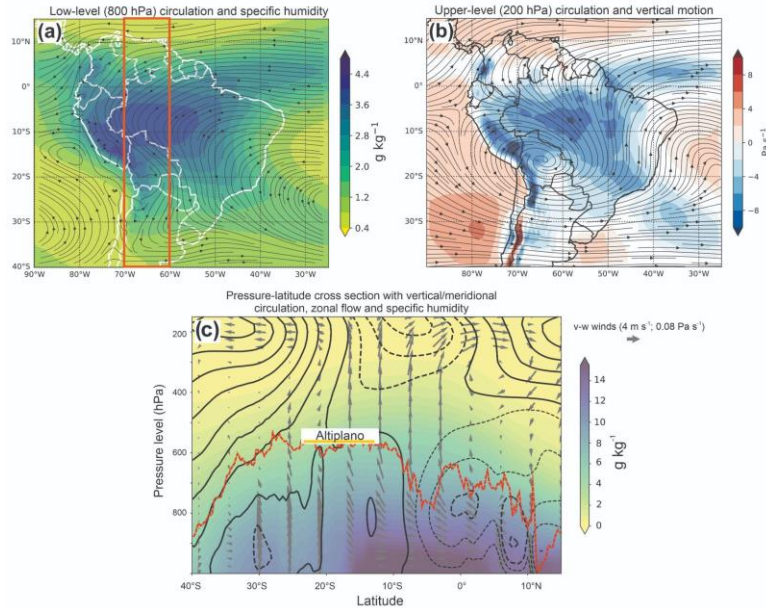 Low-level (800 hPa) circulation and specific humidity
(a)
15°N
0°
10°S
20°S
30°S
40°S
90°W 80°W 70°W 60°W 50°W 40°W 30°W
4.4
3.6
2.8
2.0
1.2
0.4
g kg⁻¹
Upper-level (200 hPa) circulation and vertical motion
(b)
10°N
0°
10°S
20°S
30°S
40°S
80°W 70°W 60°W 50°W 40°W 30°W
8
4
0
−4
−8
Pa s⁻¹
Pressure-latitude cross section with vertical/meridional
circulation, zonal flow and specific humidity
(c)
v-w winds (4 m s⁻¹; 0.08 Pa s⁻¹)
Altiplano
Pressure level (hPa)
200
400
600
800
40°S 30°S 20°S 10°S 0° 10°N
Latitude
14
12
10
8
6
4
2
0
g kg⁻¹